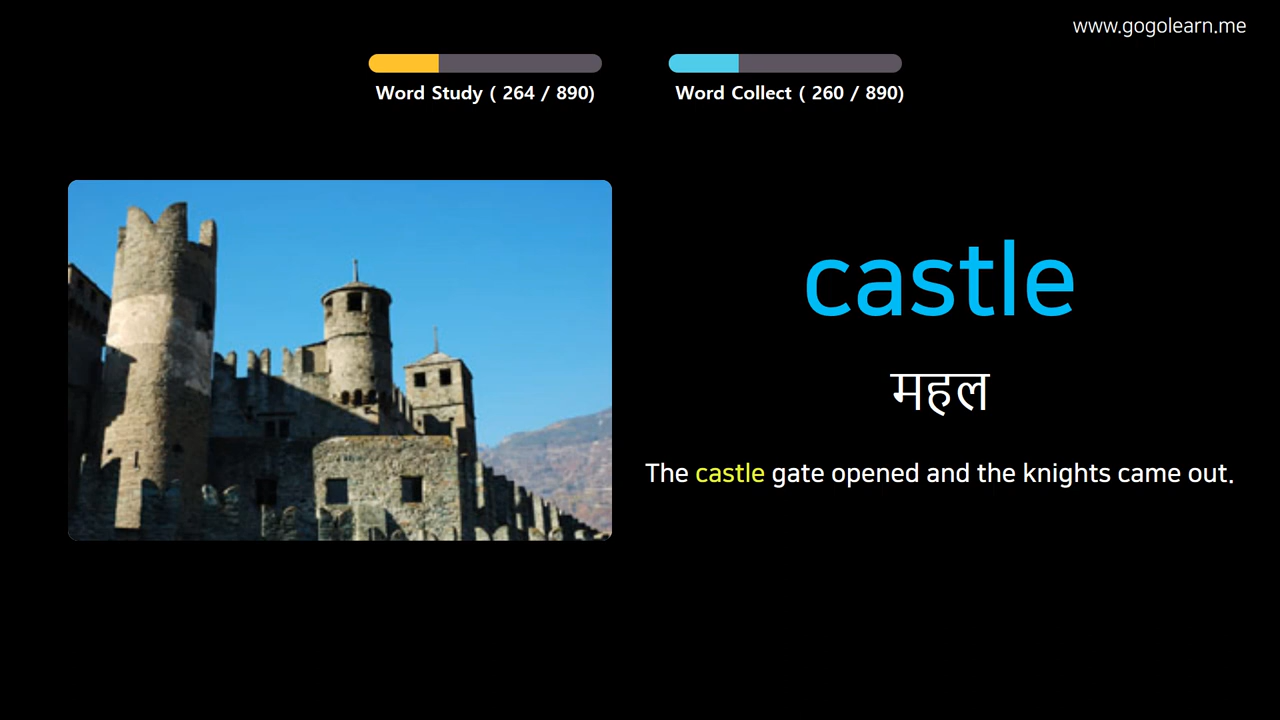 www.gogolearn.me
Word Study ( 264 / 890)
Word Collect ( 260 / 890)
castle
महल
The castle gate opened and the knights came out.